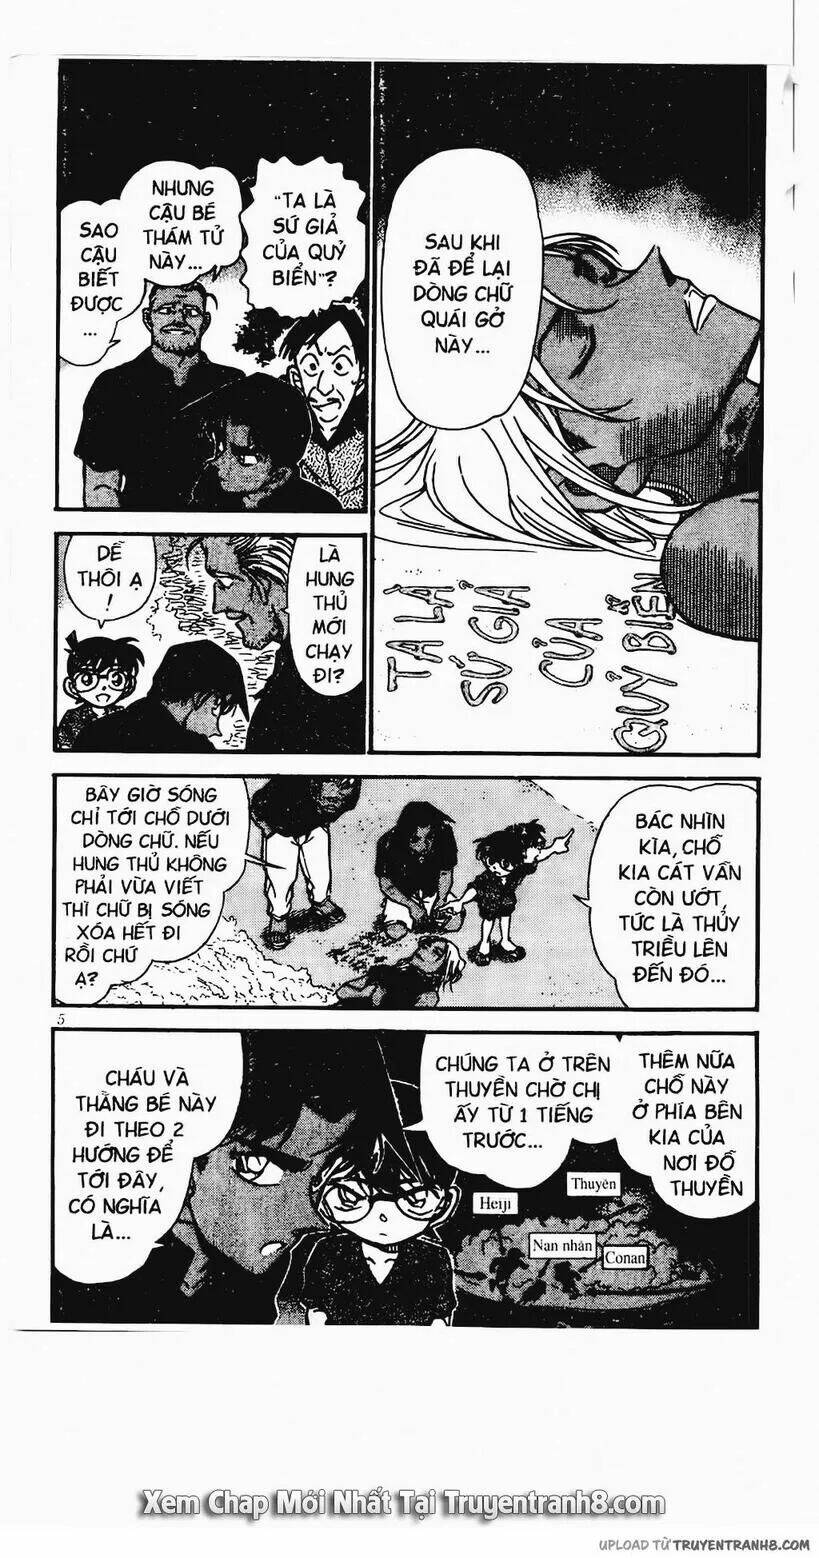 SAU KHI
ĐÃ ĐỂ LẠI
DÒNG CHỮ
QUÁI GỞ
NÀY...
TA LÀ
SỨ GIẢ
CỦA
QUỶ BIỂN
"TA LÀ
SỨ GIẢ
CỦA QUỶ
BIỂN"?
NHƯNG
CẬU BÉ
THÁM TỬ
NÀY...
SAO
CẬU
BIẾT
ĐƯỢC
...
LÀ
HUNG
THỦ
MỚI
CHẠY
ĐI?
DỄ
THÔI Ạ
!
BÁC NHÌN
KÌA, CHỖ
KIA CÁT VẪN
CÒN ƯỚT,
TỨC LÀ THỦY
TRIỀU LÊN
ĐẾN ĐÓ...
BÂY GIỜ SÓNG
CHỈ TỚI CHỖ DƯỚI
DÒNG CHỮ. NẾU
HUNG THỦ KHÔNG
PHẢI VỪA VIẾT
THÌ CHỮ BỊ SÓNG
XÓA HẾT ĐI
RỒI CHỨ
Ạ?
5
THÊM NỮA
CHỖ NÀY
Ở PHÍA BÊN
KIA CỦA
NƠI ĐỖ
THUYỀN
CHÚNG TA Ở TRÊN
THUYỀN CHỜ CHỊ
ẤY TỪ 1 TIẾNG
TRƯỚC...
Thuyền
Heiji
Nạn nhân
Conan
CHÁU VÀ
THẰNG BÉ NÀY
ĐI THEO 2
HƯỚNG ĐỂ
TỚI ĐÂY,
CÓ NGHĨA
LÀ...
Xem Chap Mới Nhất Tại Truyentranh8.com
UPLOAD TỪ TRUYENTRANH8.COM